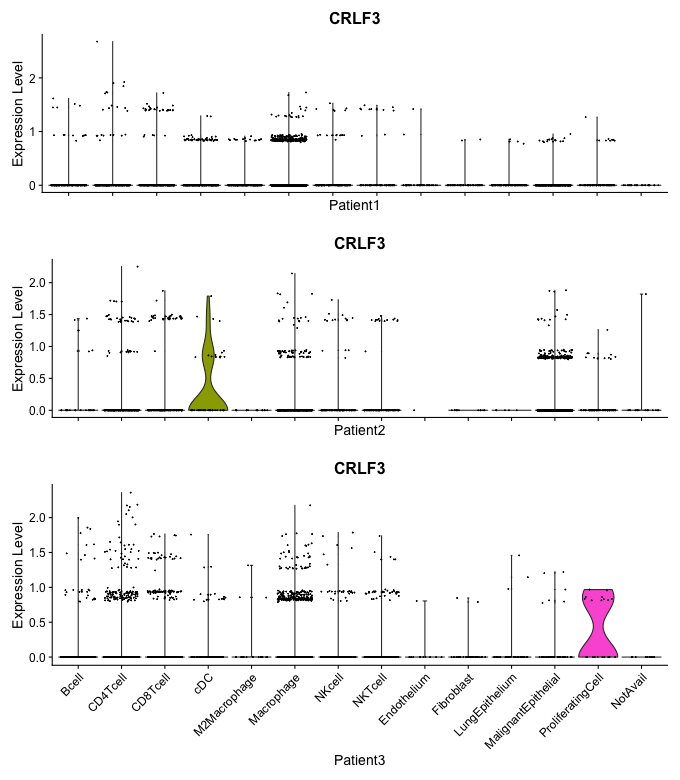 CRLF3
Expression Level
2
1
0
Patient1
CRLF3
Expression Level
2.0
1.5
1.0
0.5
0.0
Patient2
CRLF3
Expression Level
2.0
1.5
1.0
0.5
0.0
Bcell
CD4Tcell
CD8Tcell
cDC
M2Macrophage
Macrophage
NKcell
NKTcell
Endothelium
Fibroblast
LungEpithelium
MalignantEpithelial
ProliferatingCell
NotAvail
Patient3